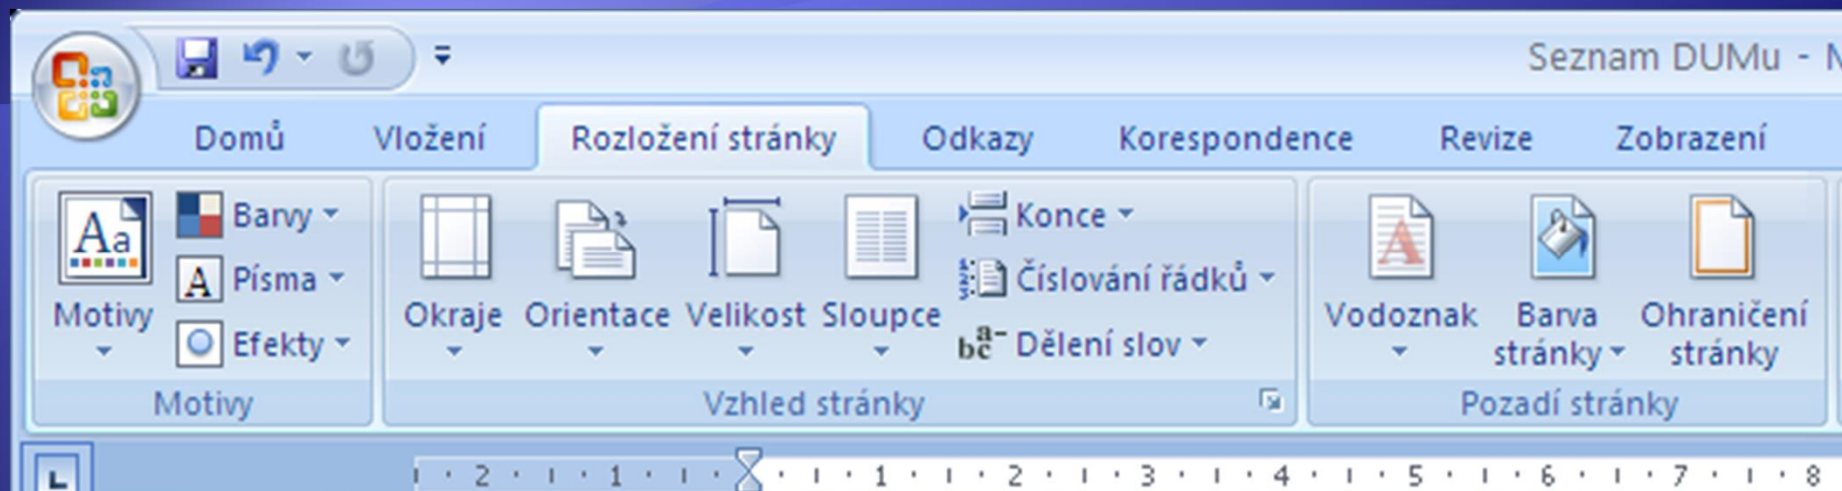 Seznam DUMu -
Domů Vložení Rozložení stránky Odkazy Korespondence Revize Zobrazení
Aa
Motivy
Barvy
A Písma
Efekty
Motivy
Okraje Orientace Velikost Sloupce
Konce
Číslování řádků
a-
bc Dělení slov
Vzhled stránky
A
Vodoznak
Barva stránky
Ohraničení stránky
Pozadí stránky
2 1 1 2 3 4 5 6 7 8